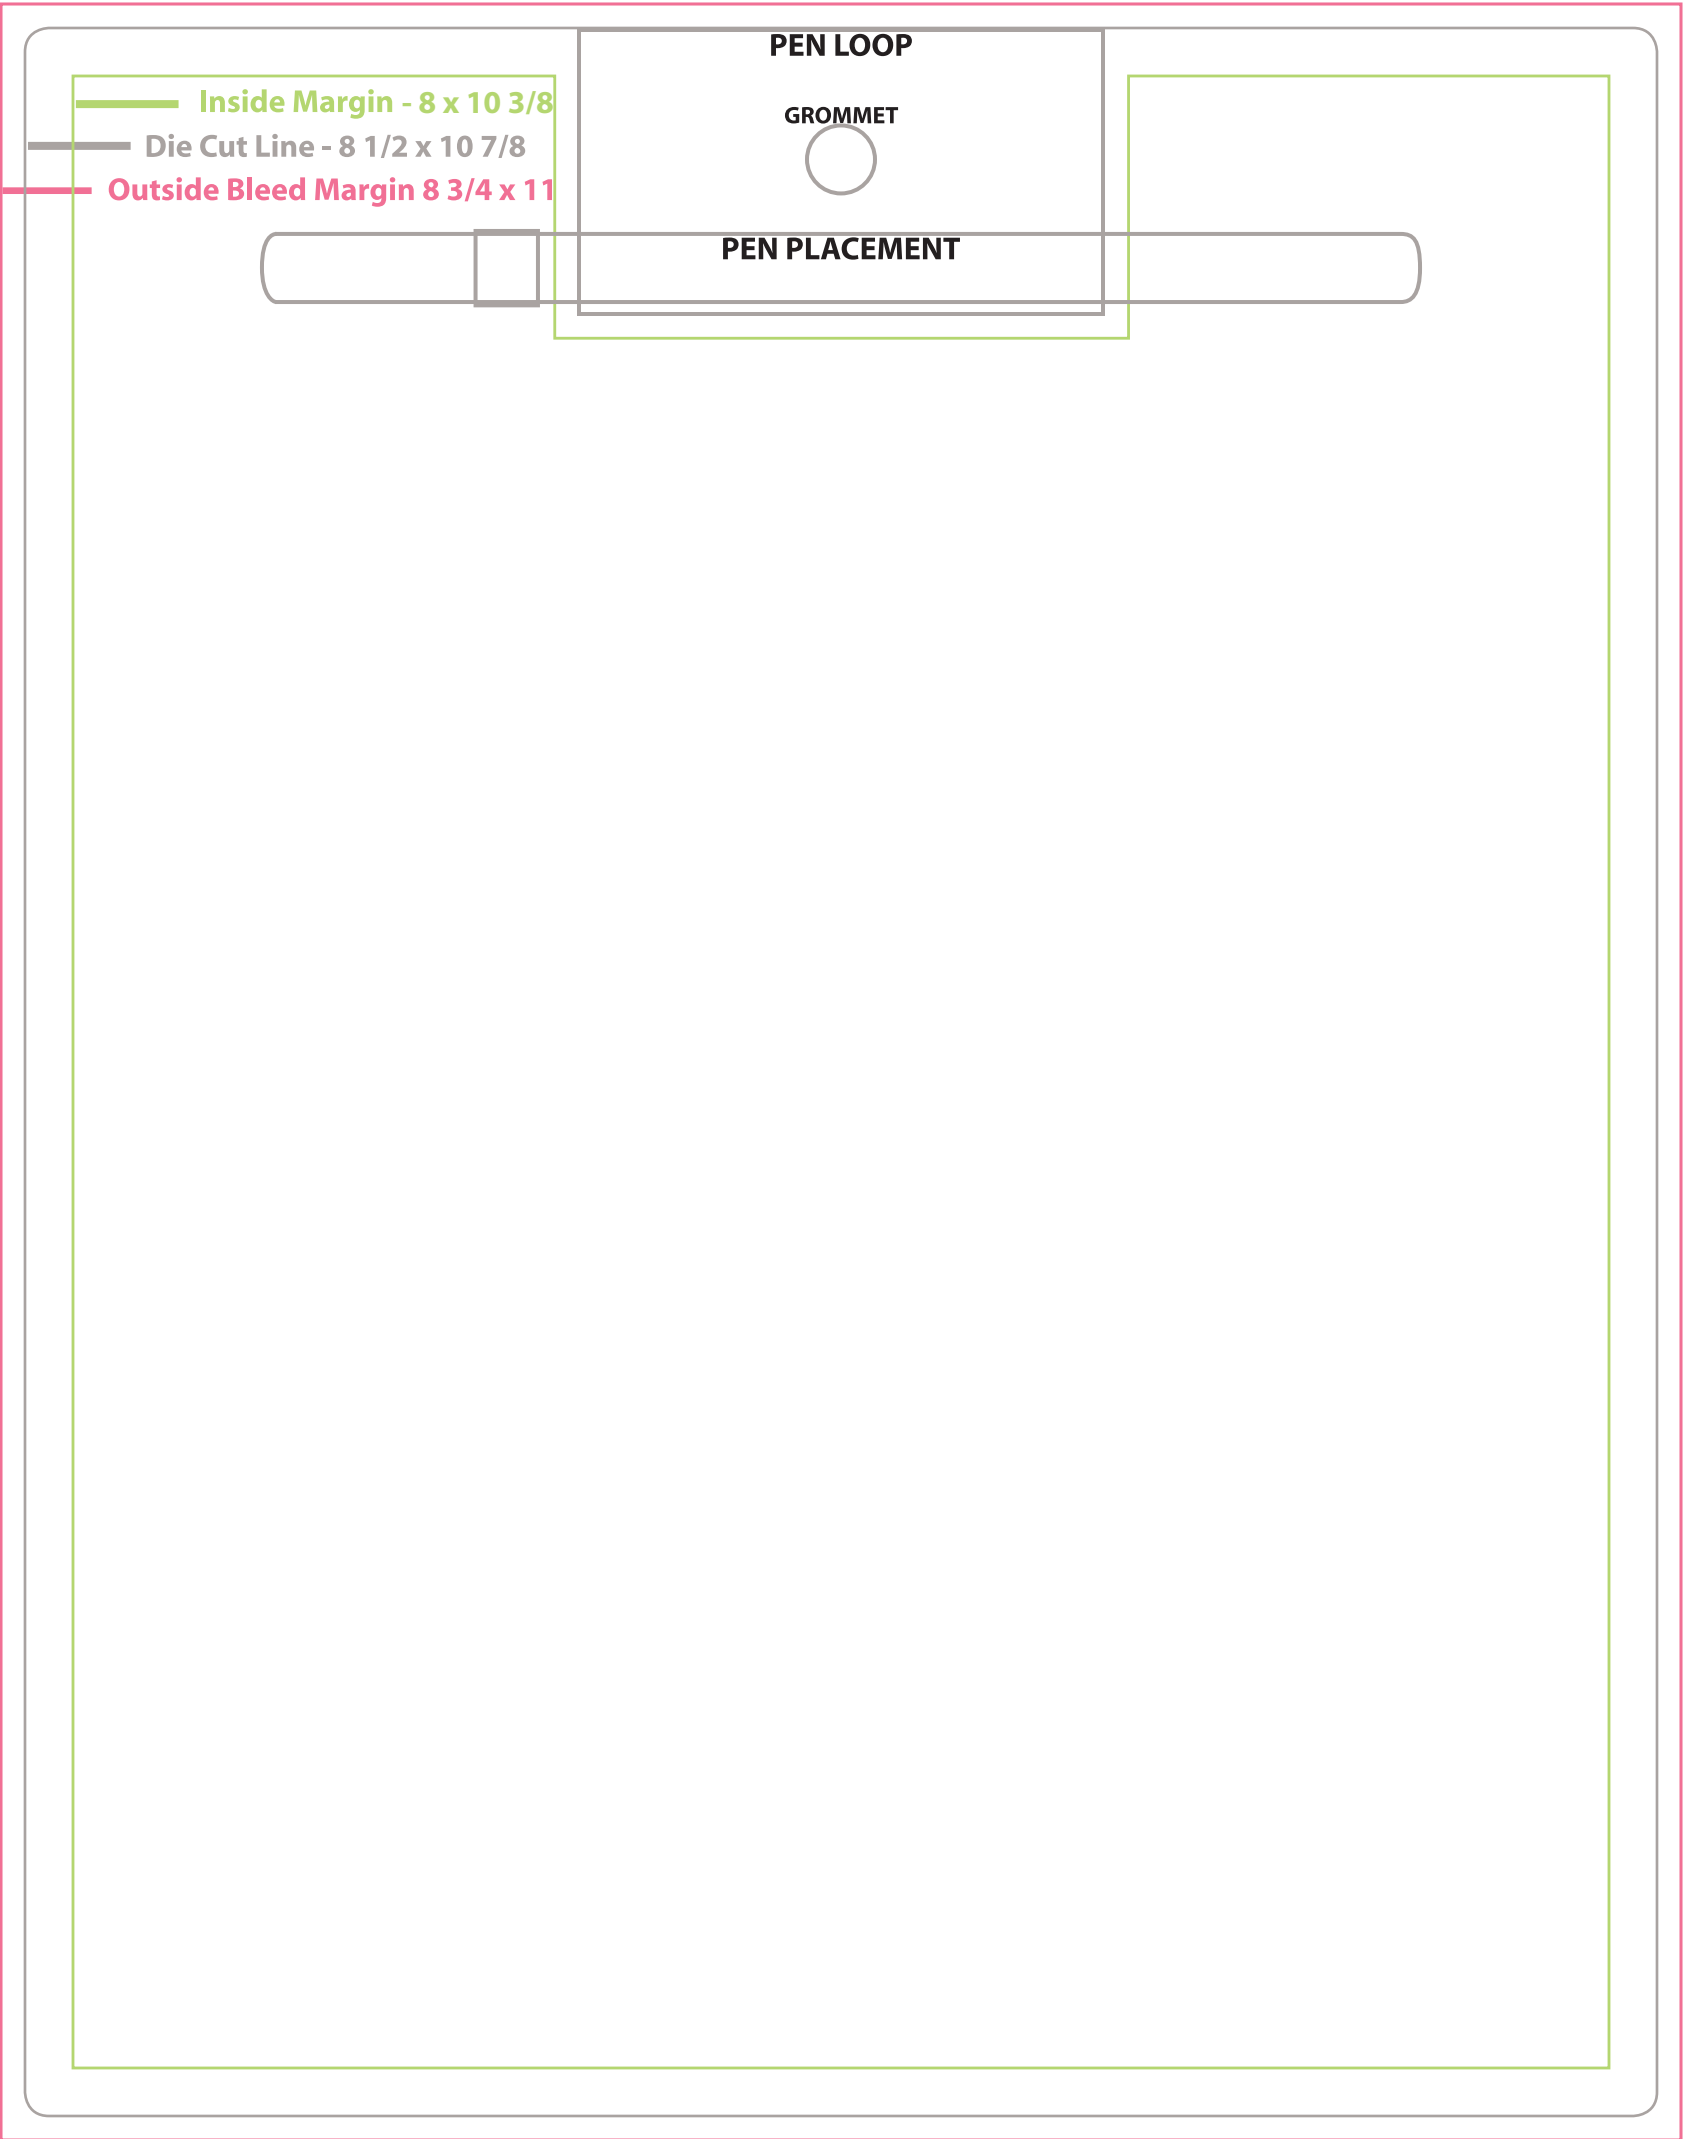 PEN LOOP
Inside Margin - 8 x 10 3/8
GROMMET
Die Cut Line - 8 1/2 x 10 7/8
Outside Bleed Margin 8 3/4 x 11
PEN PLACEMENT